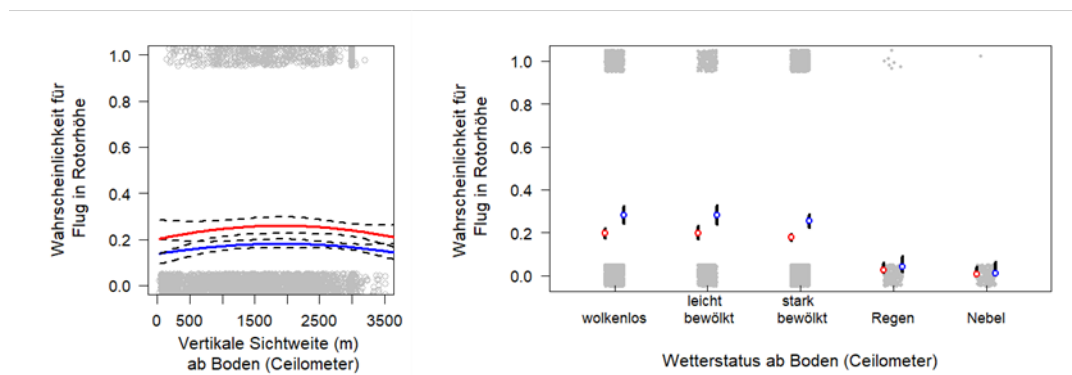 Wahrscheinlichkeit für
Flug in Rotorhöhe
1.0
0.8
0.6
0.4
0.2
0.0
0 500 1500 2500 3500
Vertikale Sichtweite (m)
ab Boden (Ceilometer)
Wahrscheinlichkeit für
Flug in Rotorhöhe
1.0
0.8
0.6
0.4
0.2
0.0
wolkenlos
leicht
bewölkt
stark
bewölkt
Regen
Nebel
Wetterstatus ab Boden (Ceilometer)